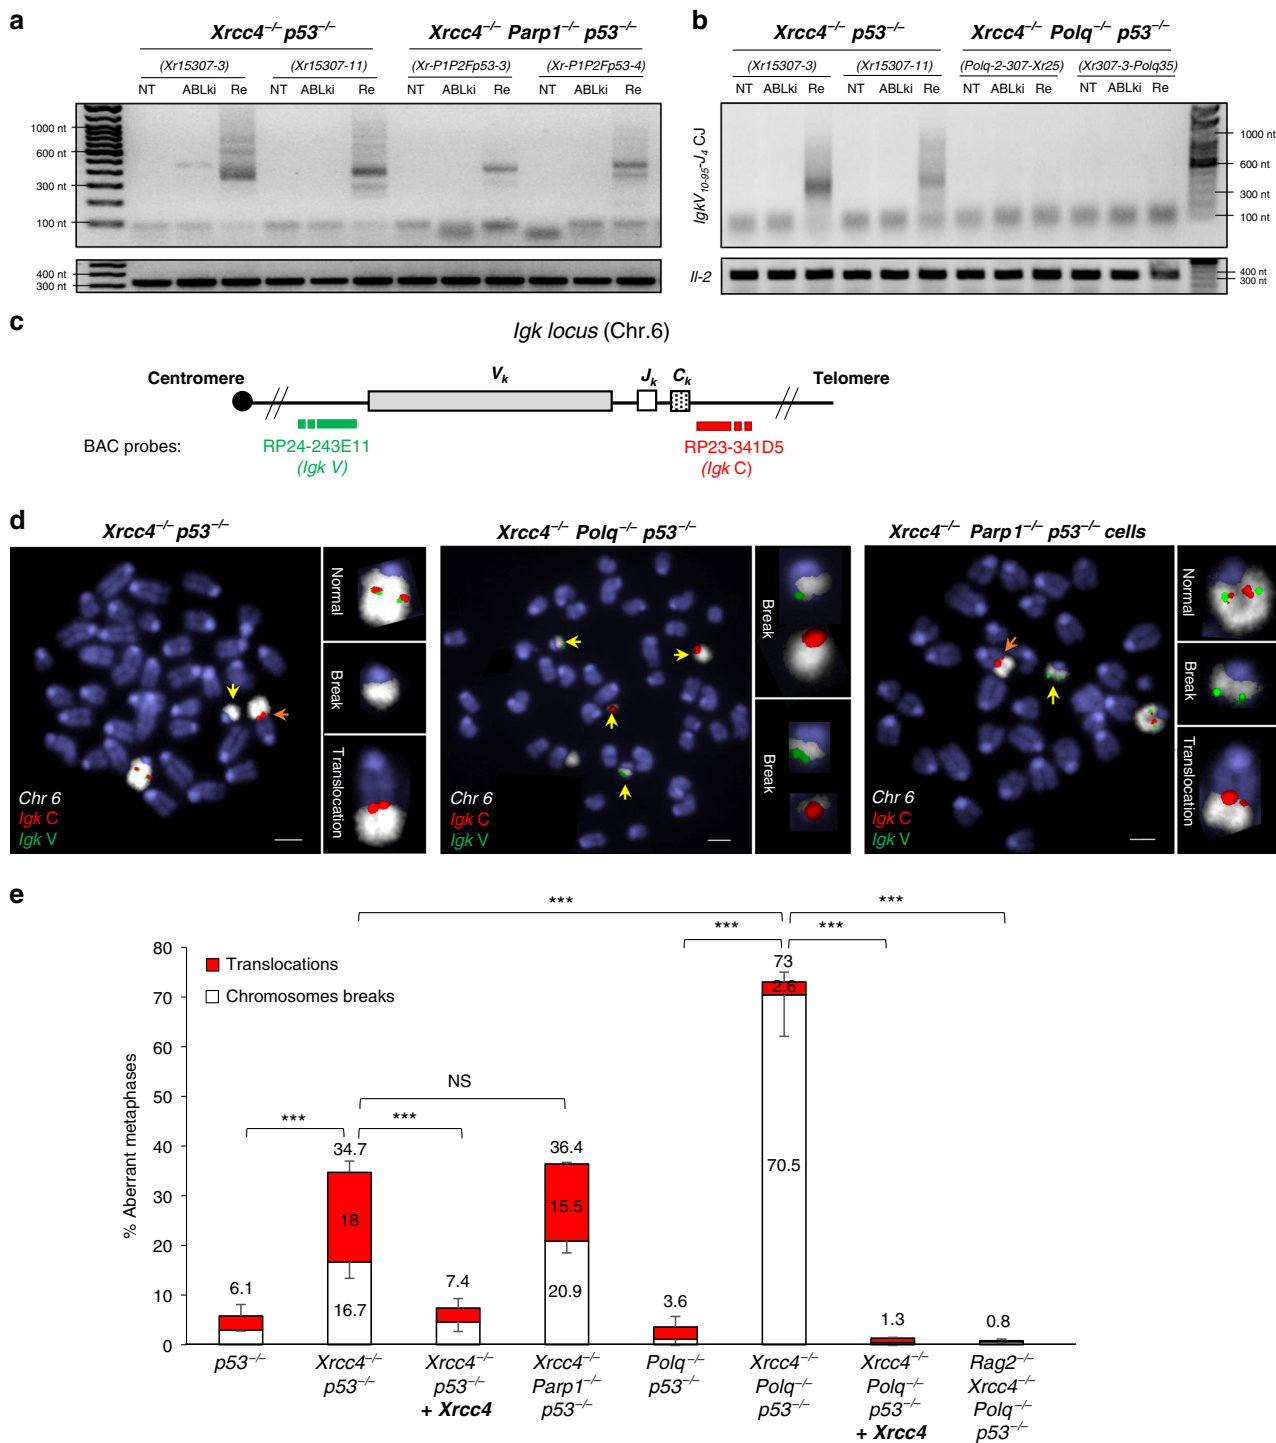 a
Xrcc4−/− p53−/−
Xrcc4−/− Parp1−/− p53−/−
(Xr15307-3)
(Xr15307-11)
(Xr-P1P2Fp53-3)
(Xr-P1P2Fp53-4)
NT ABLki Re NT ABLki Re NT ABLki Re NT ABLki Re
1000 nt
600 nt
300 nt
100 nt
400 nt
300 nt
b
Xrcc4−/− p53−/−
Xrcc4−/− Polq−/− p53−/−
(Xr15307-3)
(Xr15307-11)
(Polq-2-307-Xr25)
(Xr307-3-Polq35)
NT ABLki Re NT ABLki Re NT ABLki Re NT ABLki Re
IgkV10-95-J4 CJ
1000 nt
600 nt
300 nt
100 nt
Il-2
400 nt
300 nt
c
Igk locus (Chr.6)
Centromere
Vk
Jk
Ck
Telomere
BAC probes:
RP24-243E11
(Igk V)
RP23-341D5
(Igk C)
d
Xrcc4−/− p53−/−
Chr 6
Igk C
Igk V
Normal
Break
Translocation
Xrcc4−/− Polq−/− p53−/−
Chr 6
Igk C
Igk V
Break
Break
Xrcc4−/− Parp1−/− p53−/− cells
Chr 6
Igk C
Igk V
Normal
Break
Translocation
e
% Aberrant metaphases
80
70
60
50
40
30
20
10
0
Translocations
Chromosomes breaks
***
***
***
***
***
***
NS
6.1
34.7
18
16.7
7.4
36.4
15.5
20.9
3.6
73
2.6
70.5
1.3
0.8
p53−/−
Xrcc4−/−
p53−/−
Xrcc4−/−
p53−/−
+ Xrcc4
Xrcc4−/−
Parp1−/−
p53−/−
Polq−/−
p53−/−
Xrcc4−/−
Polq−/−
p53−/−
Xrcc4−/−
Polq−/−
p53−/−
+ Xrcc4
Rag2−/−
Xrcc4−/−
Polq−/−
p53−/−